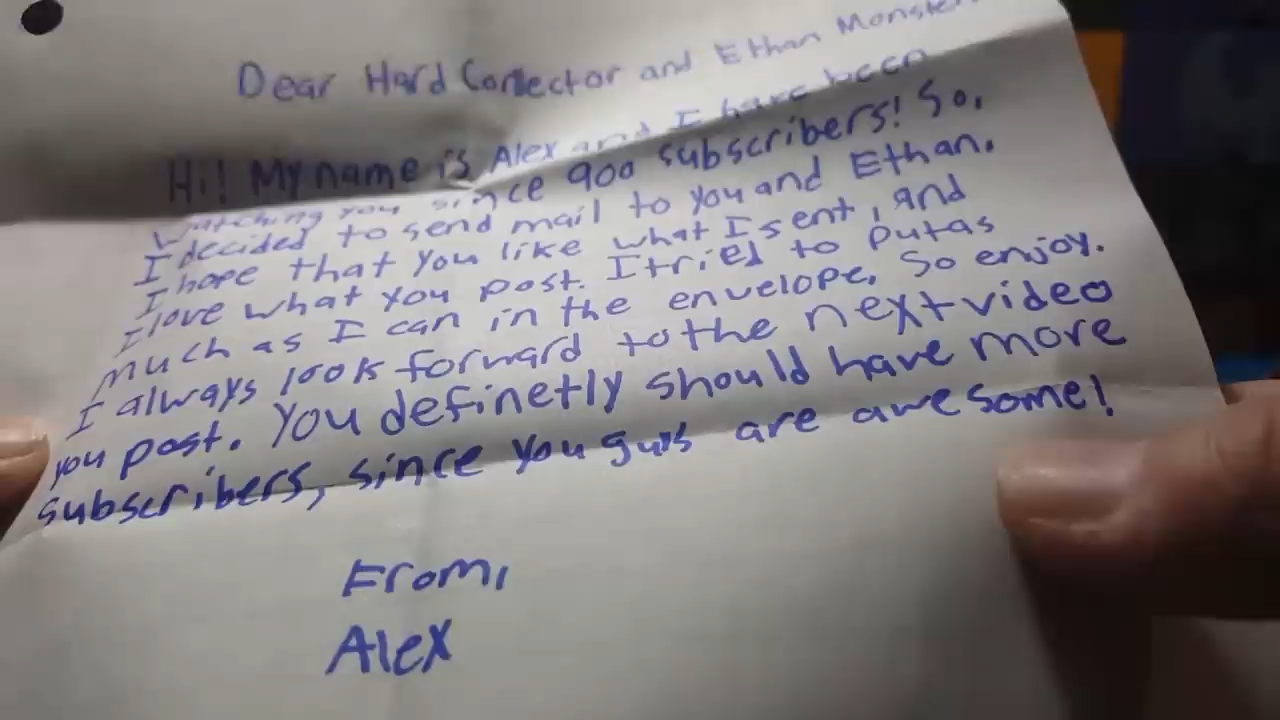 Dear Hard Connector and Ethan Monster
Hi! My name is Alex and I have been
watching you since 900 subscribers! So,
I decided to send mail to you and Ethan.
I hope that you like what I sent, and
I love what you post. I tried to put as
much as I can in the envelope. So enjoy.
I always look forward to the next video
you post. You definetly should have more
subscribers, since you guys are awesome!
From,
Alex